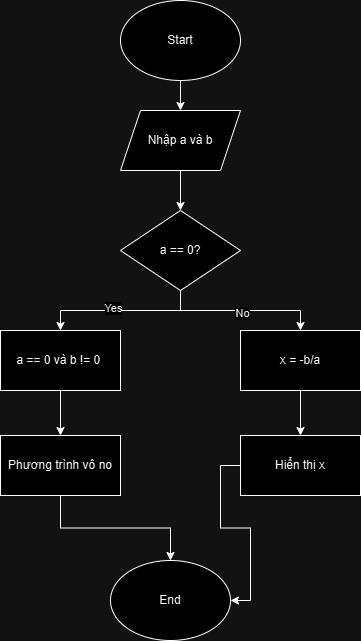 Start
Nhập a và b
a == 0?
Yes
No
a == 0 và b != 0
x = -b/a
Phương trình vô no
Hiển thị x
End